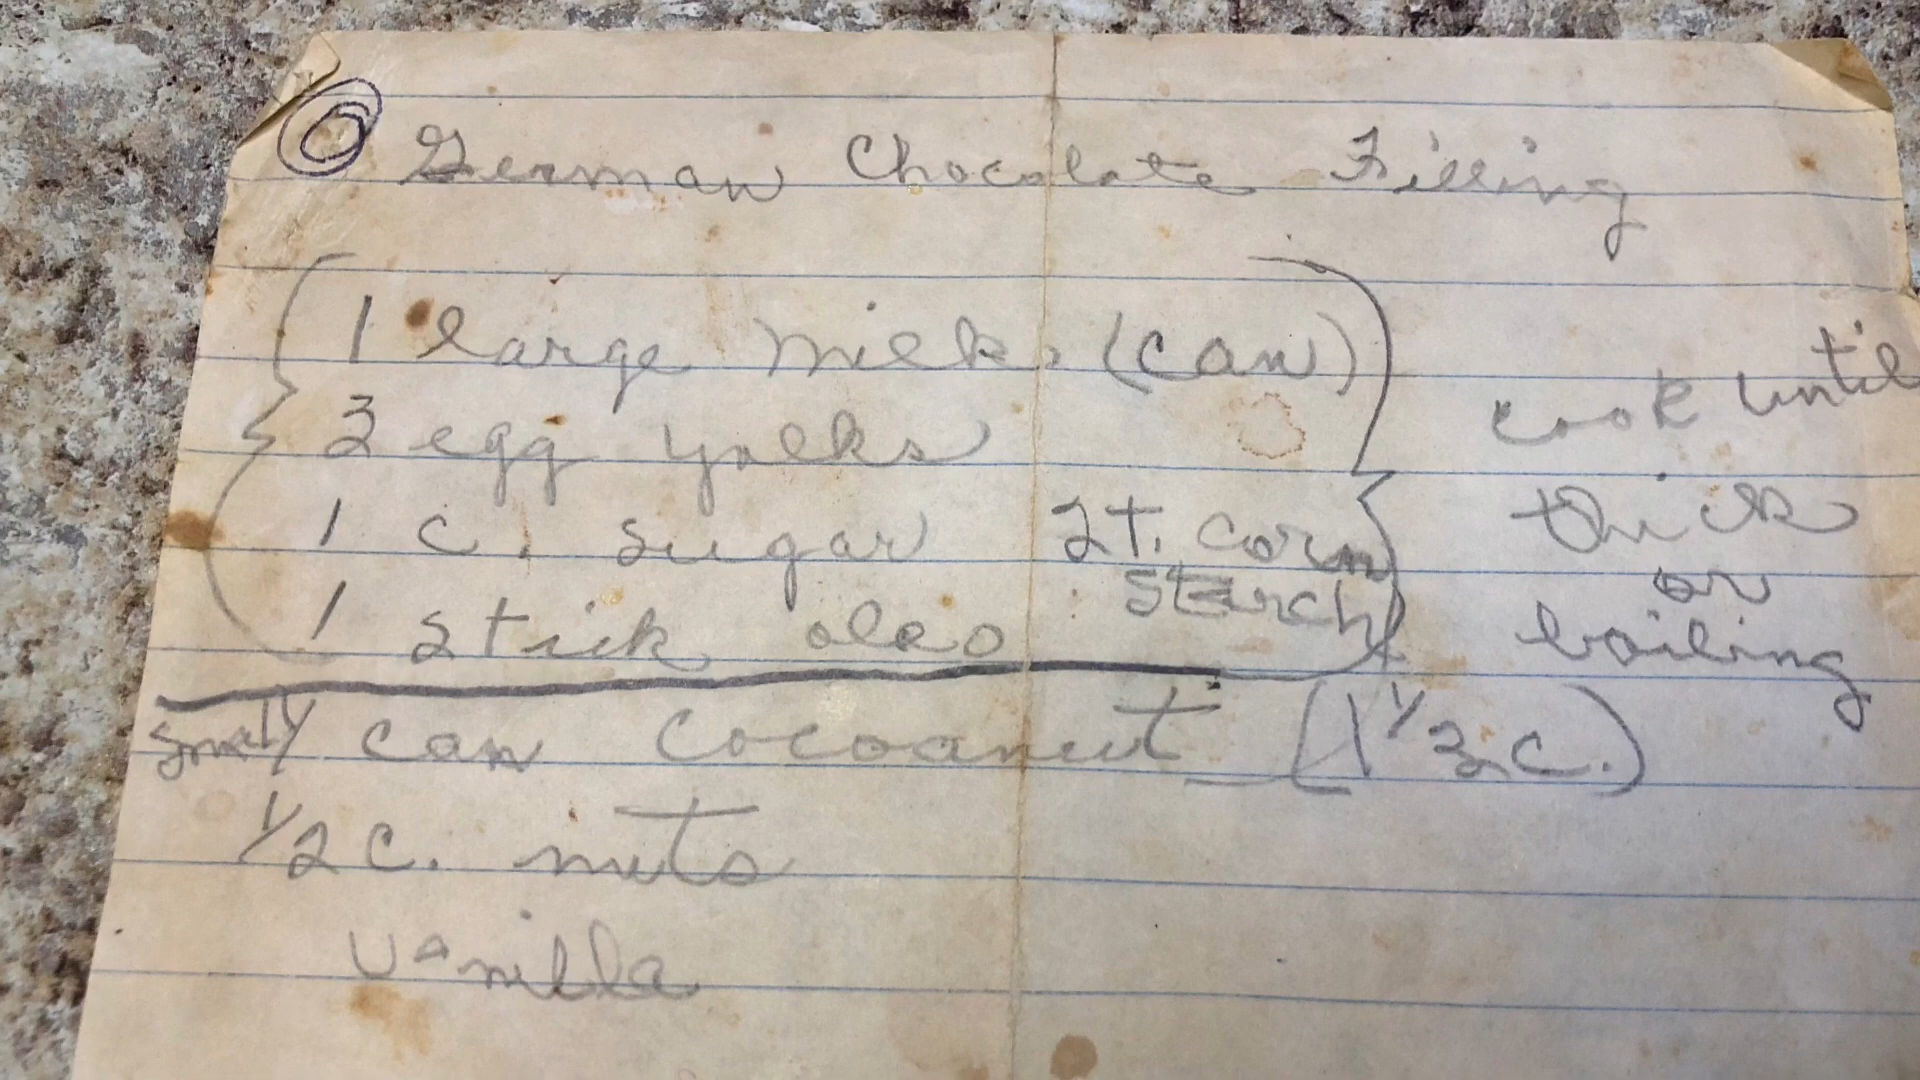 German Chocolate Filling
1 large milk (can)
3 egg yolks
1 c. sugar 2 t. corn
starch
1 stick oleo
cook until
thick
or
boiling
small can cocoanut (1 1/2 c.)
1/2 c. nuts
vanilla